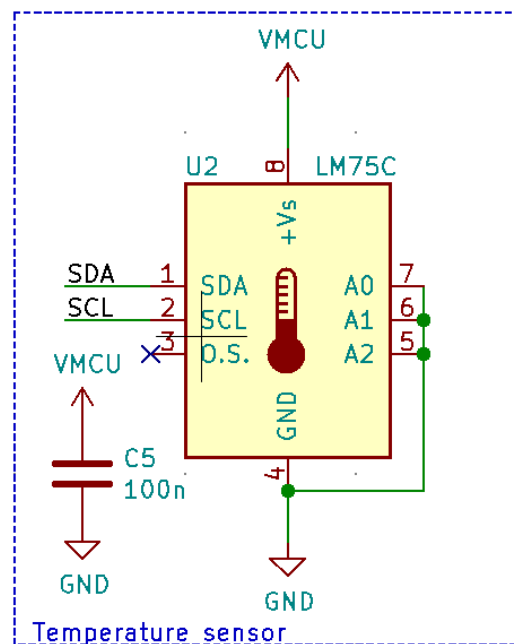 VMCU
U2
8
LM75C
+Vs
SDA 1 SDA A0 7
SCL 2 SCL A1 6
3 O.S. A2 5
VMCU
GND
4
C5
100n
GND
GND
Temperature sensor